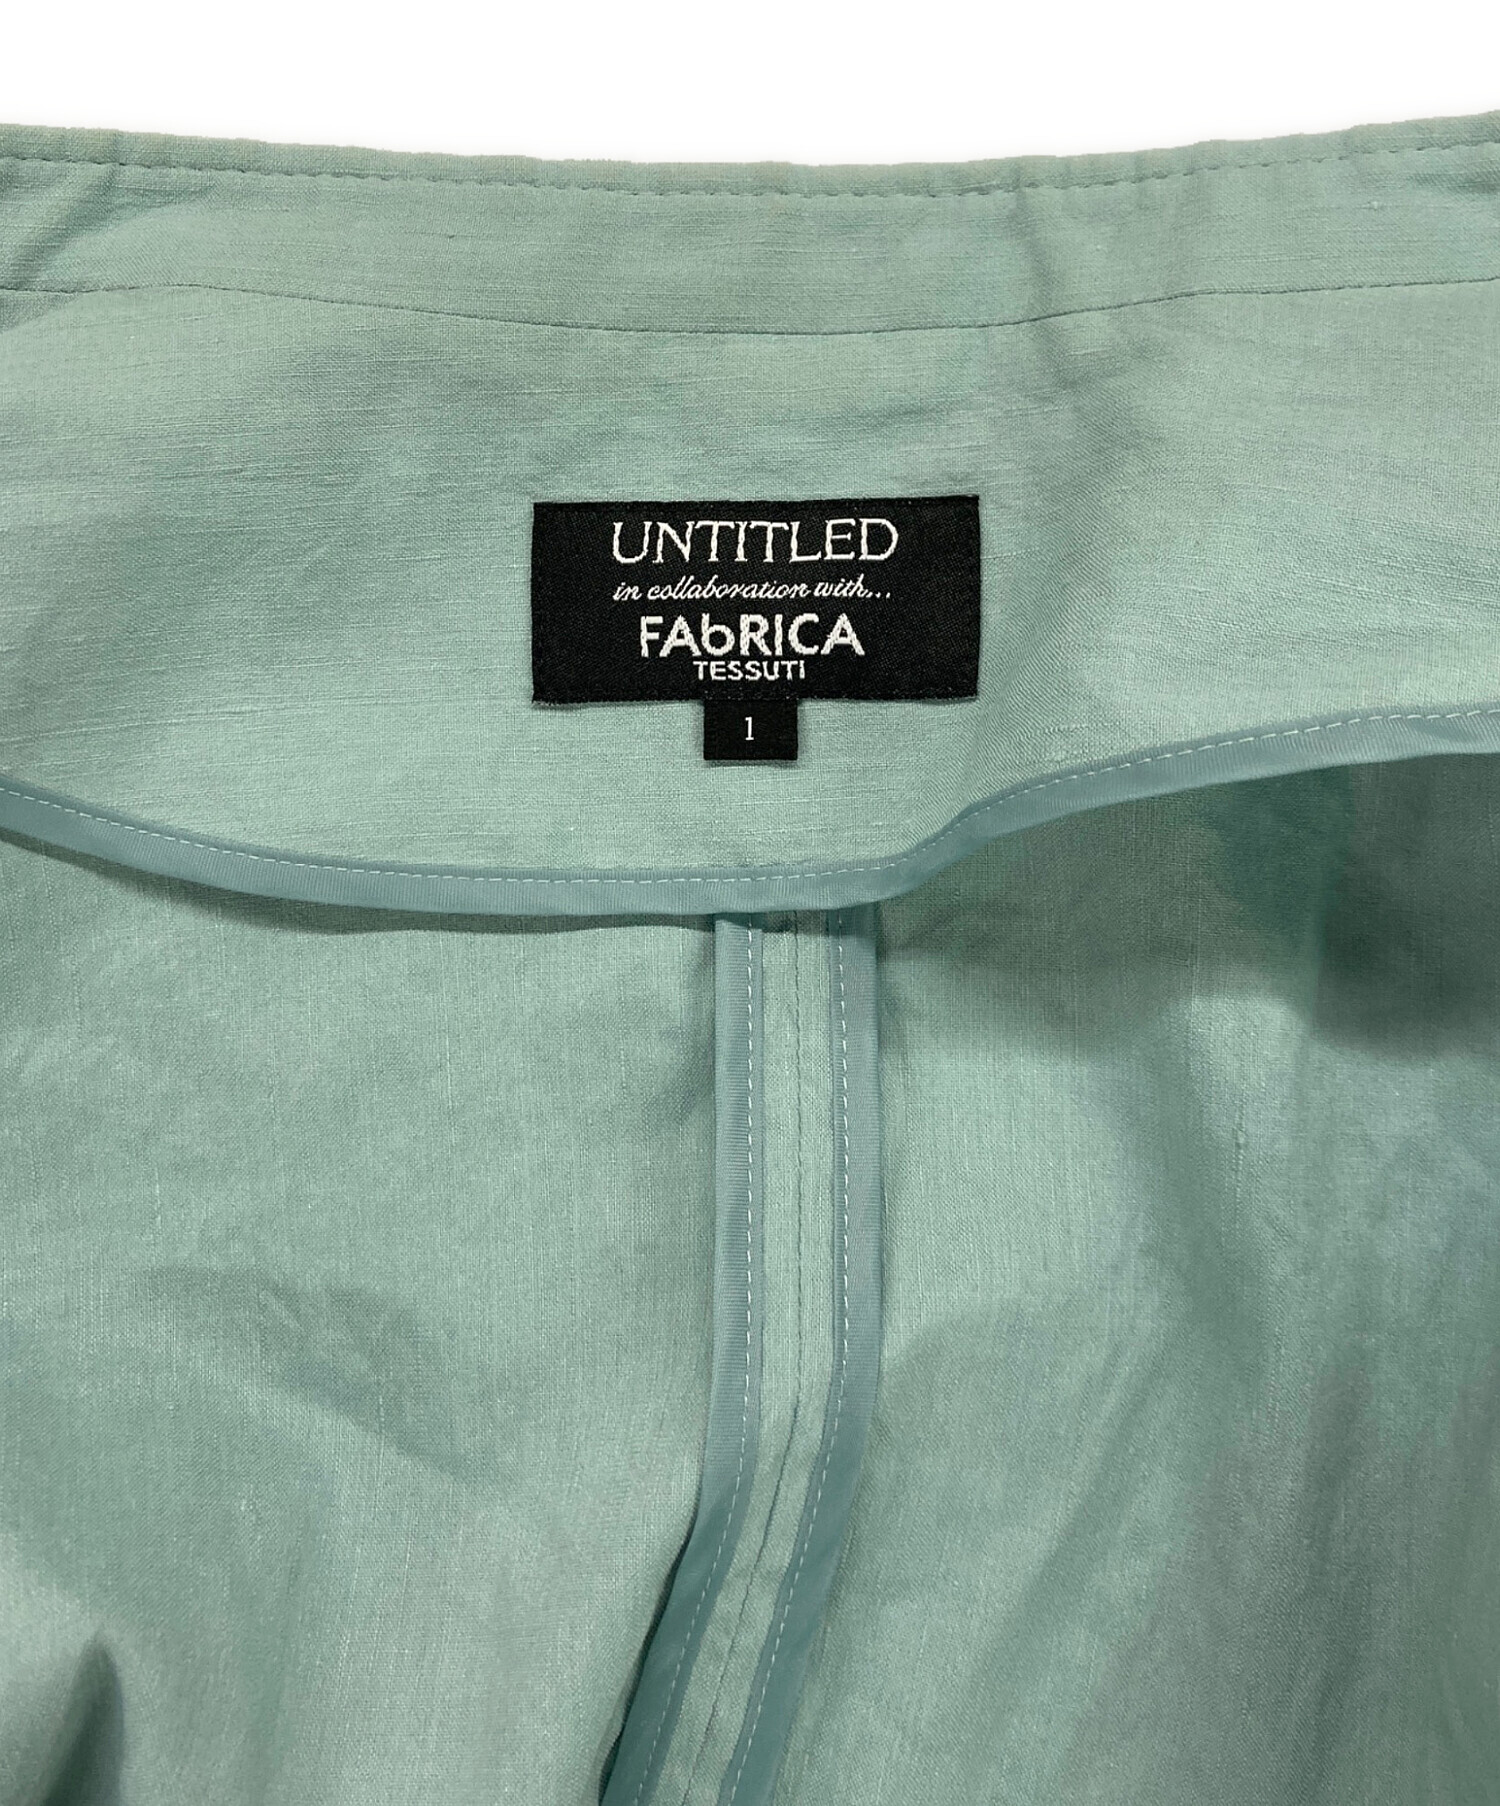 UNTITLED
in collaboration with...
FAbRICA
TESSUTI
1